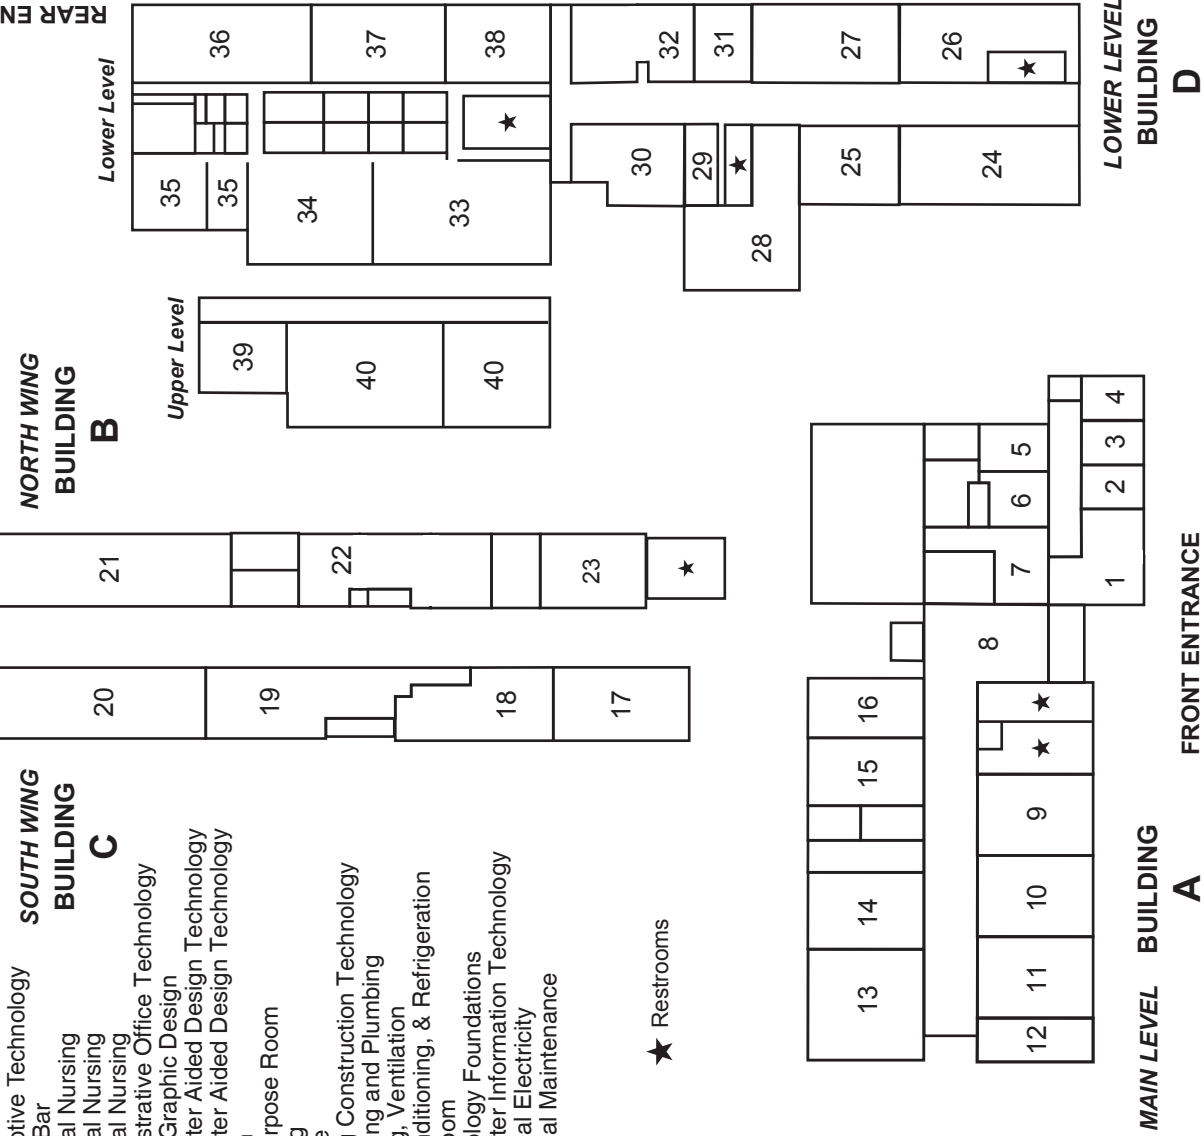 otive Technology
Bar
al Nursing
al Nursing
al Nursing
strative Office Technology
Graphic Design
ter Aided Design Technology
ter Aided Design Technology
rpose Room
Construction Technology
ng and Plumbing
g, Ventilation
nditioning, & Refrigeration
oom
ology Foundations
ter Information Technology
al Electricity
al Maintenance
★ Restrooms
SOUTH WING
BUILDING
C
20
21
19
22
18
23
17
NORTH WING
BUILDING
B
Upper Level
39
40
40
REAR EN
Lower Level
35
36
35
34
37
33
38
30
32
29
31
28
25
27
24
26
LOWER LEVEL
BUILDING
D
13
14
15
16
8
7
6
5
12
11
10
9
1
2
3
4
MAIN LEVEL
BUILDING
A
FRONT ENTRANCE